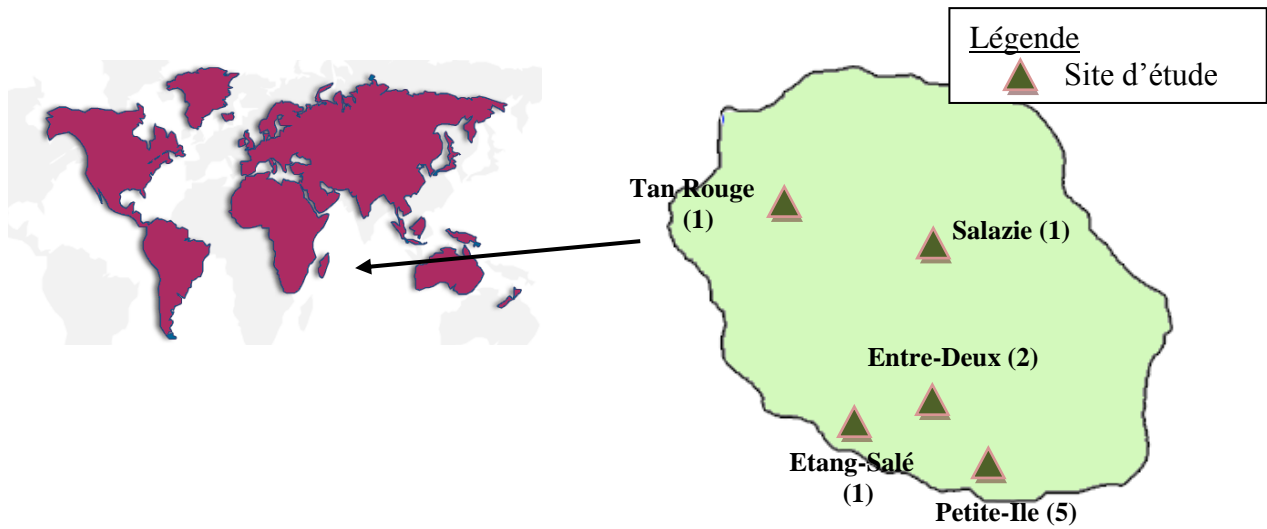 Légende
Site d'étude
Tan Rouge
(1)
Salazie (1)
Entre-Deux (2)
Etang-Salé
(1)
Petite-Ile (5)